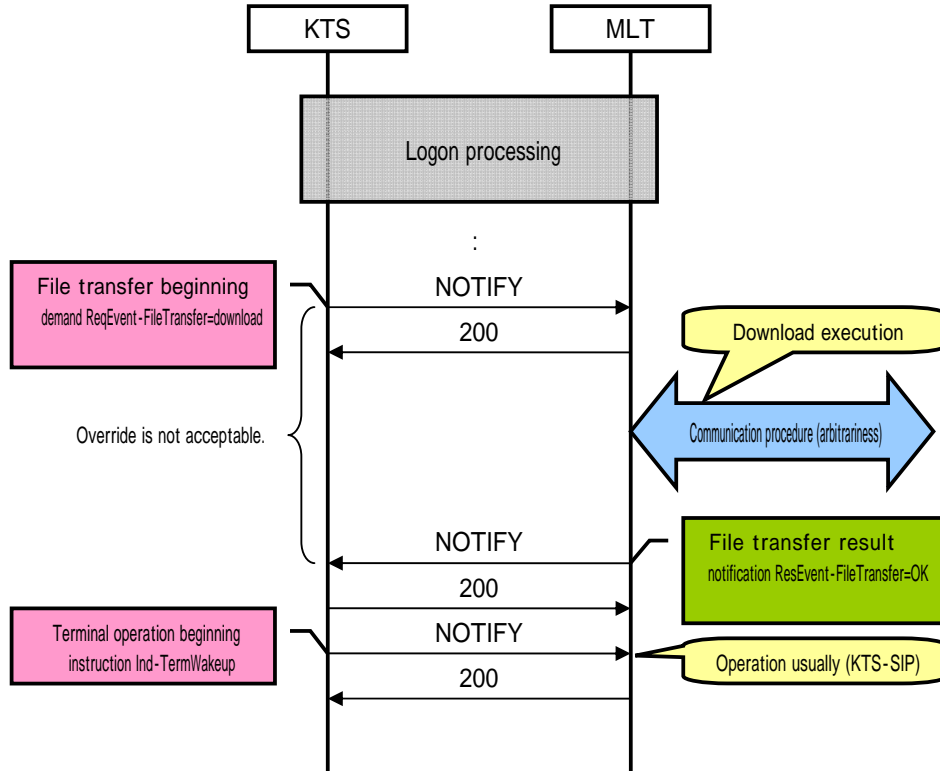 KTS
MLT
Logon processing
:
File transfer beginning
demand ReqEvent-FileTransfer=download
NOTIFY
200
Download execution
Communication procedure (arbitrariness)
Override is not acceptable.
NOTIFY
File transfer result
notification ResEvent-FileTransfer=OK
200
Terminal operation beginning
instruction Ind-TermWakeup
NOTIFY
Operation usually (KTS-SIP)
200